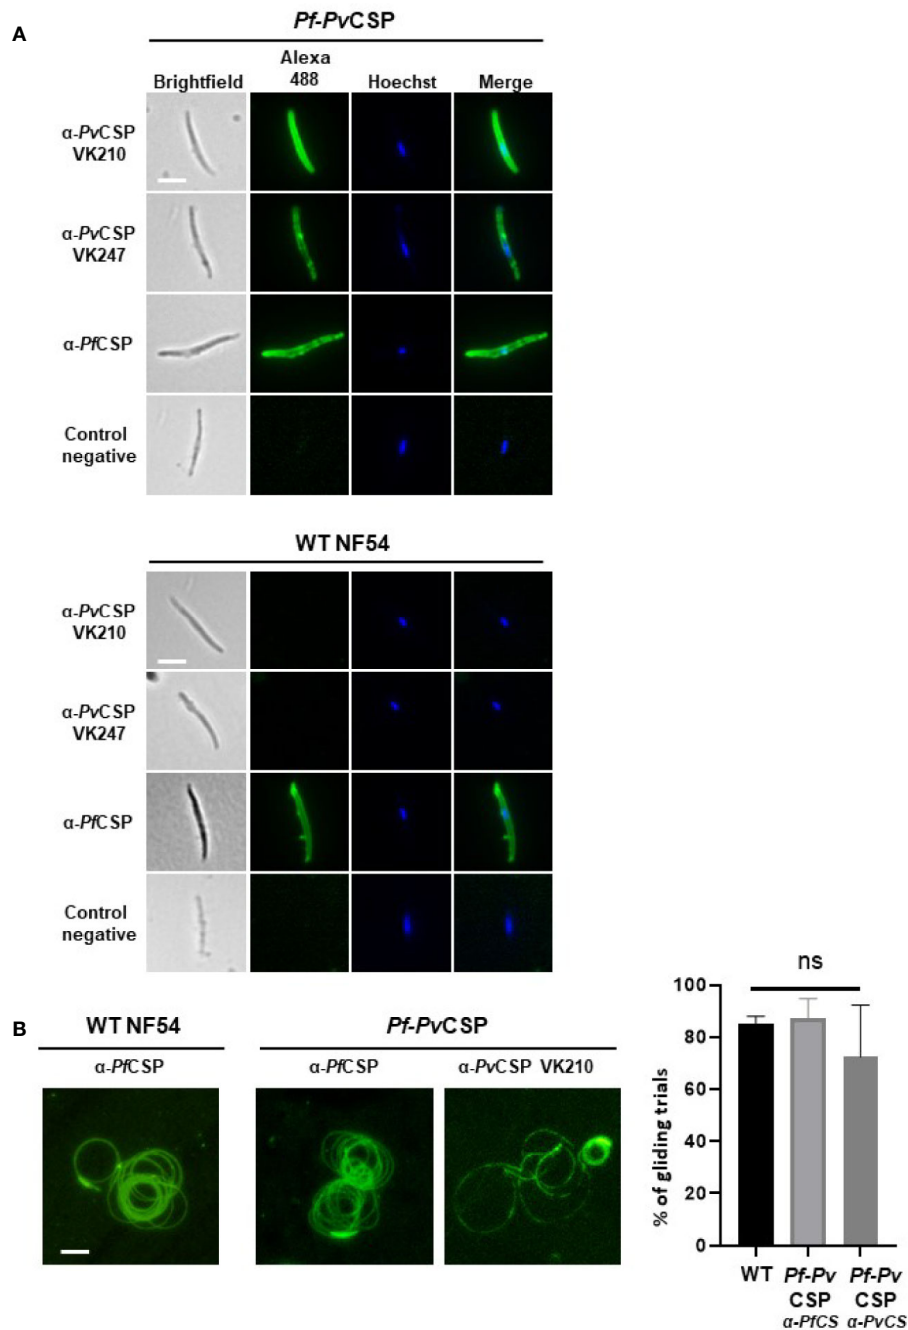 A
Pf-PvCSP
Brightfield Alexa 488 Hoechst Merge
α-PvCSP
VK210
α-PvCSP
VK247
α-PfCSP
Control
negative
WT NF54
α-PvCSP
VK210
α-PvCSP
VK247
α-PfCSP
Control
negative
B
WT NF54 Pf-PvCSP
α-PfCSP α-PfCSP α-PvCSP VK210
ns
% of gliding trials
100
80
60
40
20
0
WT Pf-Pv Pf-Pv
CSP CSP
α-PfCS α-PvCS